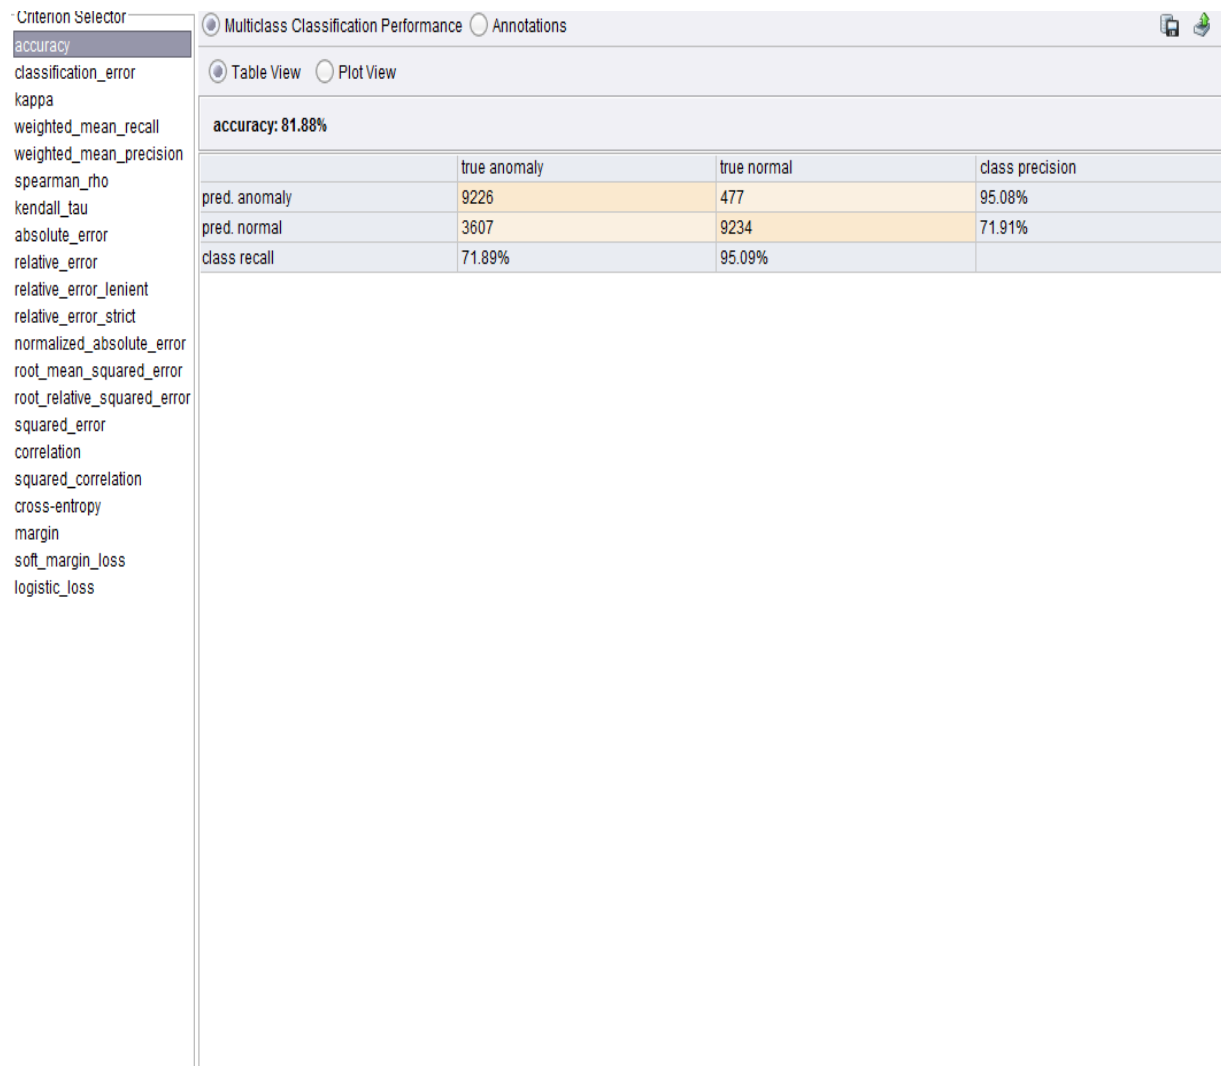 Criterion Selector
accuracy
classification_error
kappa
weighted_mean_recall
weighted_mean_precision
spearman_rho
kendall_tau
absolute_error
relative_error
relative_error_lenient
relative_error_strict
normalized_absolute_error
root_mean_squared_error
root_relative_squared_error
squared_error
correlation
squared_correlation
cross-entropy
margin
soft_margin_loss
logistic_loss
Multiclass Classification Performance Annotations
Table View Plot View
accuracy: 81.88%
true anomaly true normal class precision
pred. anomaly 9226 477 95.08%
pred. normal 3607 9234 71.91%
class recall 71.89% 95.09%